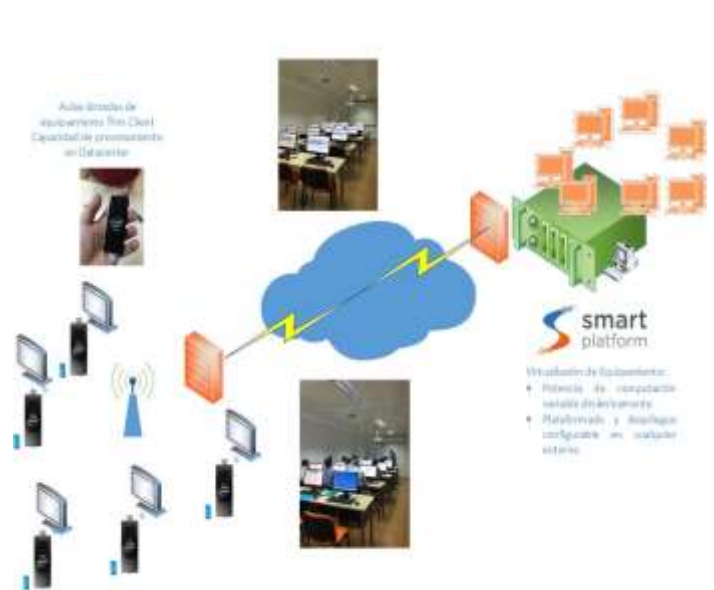 Aulas dotadas de
equipamiento Thin Client
Capacidad de procesamiento
en Datacenter
smart
platform
Virtualización de Equipamiento:
Potencia de computación
variable dinámicamente
Plataformado y despliegue
configurable en cualquier
entorno